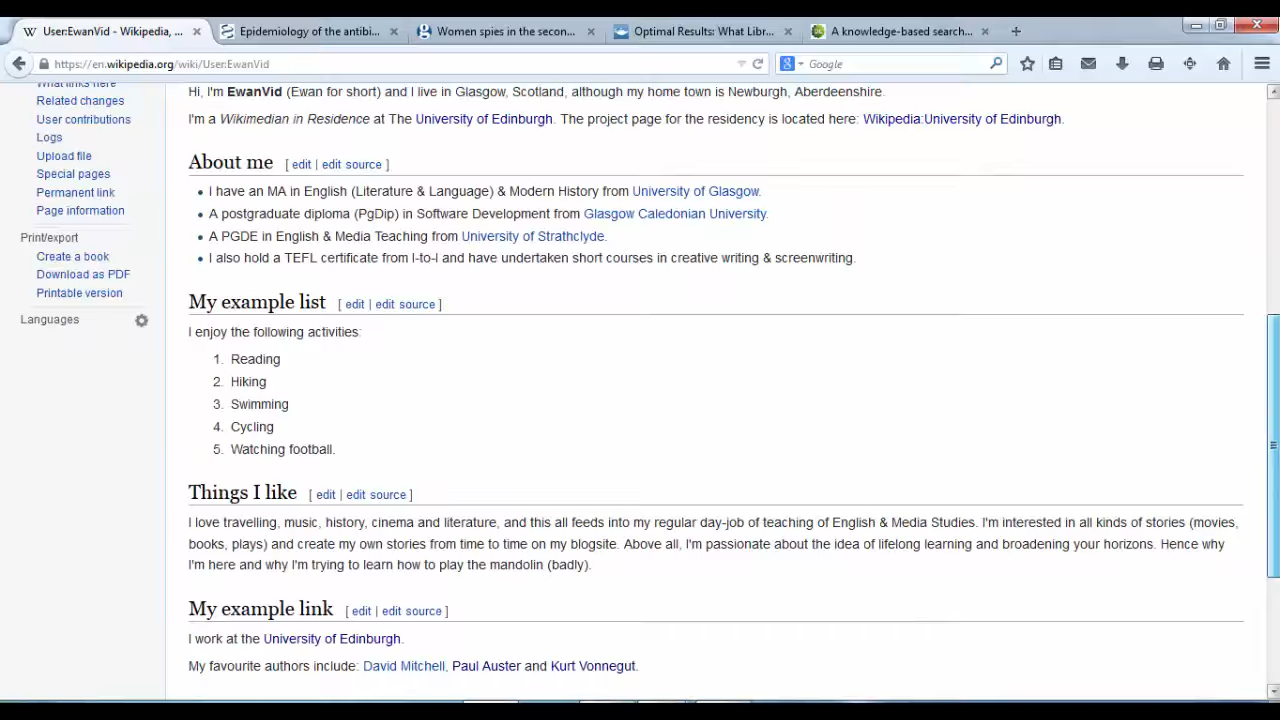 User:EwanVid - Wikipedia, ...
Epidemiology of the antibi...
Women spies in the secon...
Optimal Results: What Libr...
A knowledge-based search...
https://en.wikipedia.org/wiki/User:EwanVid
Google
What links here
Related changes
User contributions
Logs
Upload file
Special pages
Permanent link
Page information
Print/export
Create a book
Download as PDF
Printable version
Languages
Hi, I'm EwanVid (Ewan for short) and I live in Glasgow, Scotland, although my home town is Newburgh, Aberdeenshire.
I'm a Wikimedian in Residence at The University of Edinburgh. The project page for the residency is located here: Wikipedia:University of Edinburgh.
About me [ edit | edit source ]
• I have an MA in English (Literature & Language) & Modern History from University of Glasgow.
• A postgraduate diploma (PgDip) in Software Development from Glasgow Caledonian University.
• A PGDE in English & Media Teaching from University of Strathclyde.
• I also hold a TEFL certificate from I-to-I and have undertaken short courses in creative writing & screenwriting.
My example list [ edit | edit source ]
I enjoy the following activities:
1. Reading
2. Hiking
3. Swimming
4. Cycling
5. Watching football.
Things I like [ edit | edit source ]
I love travelling, music, history, cinema and literature, and this all feeds into my regular day-job of teaching of English & Media Studies. I'm interested in all kinds of stories (movies,
books, plays) and create my own stories from time to time on my blogsite. Above all, I'm passionate about the idea of lifelong learning and broadening your horizons. Hence why
I'm here and why I'm trying to learn how to play the mandolin (badly).
My example link [ edit | edit source ]
I work at the University of Edinburgh.
My favourite authors include: David Mitchell, Paul Auster and Kurt Vonnegut.